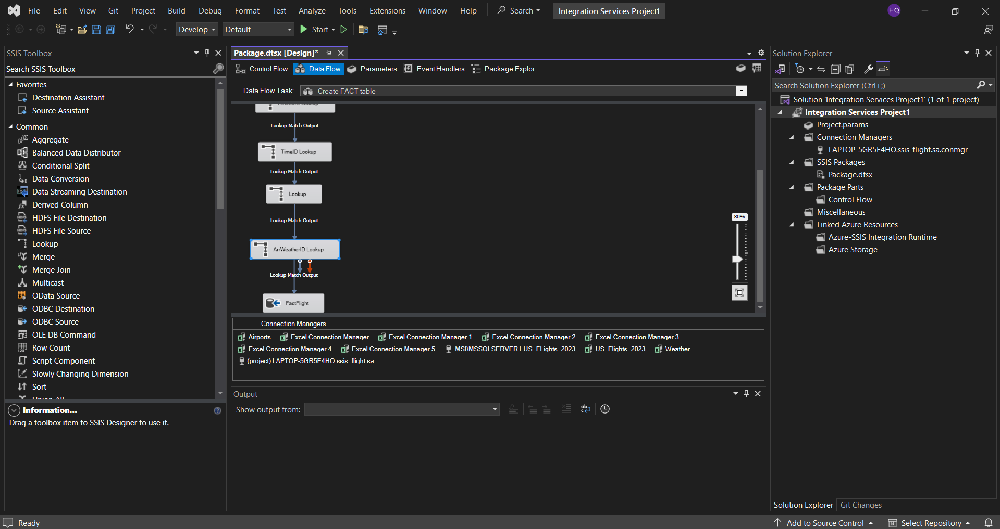 File Edit View Git Project Build Debug Format Test Analyze Tools Extensions Window Help Search Integration Services Project1 HQ
Develop Default Start
SSIS Toolbox
Search SSIS Toolbox
Favorites
Destination Assistant
Source Assistant
Common
Aggregate
Balanced Data Distributor
Conditional Split
Data Conversion
Data Streaming Destination
Derived Column
HDFS File Destination
HDFS File Source
Lookup
Merge
Merge Join
Multicast
OData Source
ODBC Destination
ODBC Source
OLE DB Command
Row Count
Script Component
Slowly Changing Dimension
Sort
Union All
Information...
Drag a toolbox item to SSIS Designer to use it.
Package.dtsx [Design]*
Control Flow Data Flow Parameters Event Handlers Package Explor...
Data Flow Task: Create FACT table
Lookup
Lookup Match Output
TimeID Lookup
Lookup Match Output
Lookup
Lookup Match Output
ArrWeatherID Lookup
Lookup Match Output
FactFlight
80%
Connection Managers
Airports Excel Connection Manager Excel Connection Manager 1 Excel Connection Manager 2 Excel Connection Manager 3
Excel Connection Manager 4 Excel Connection Manager 5 MSI\MSSQLSERVER1.US_FLights_2023 US_Flights_2023 Weather
(project) LAPTOP-5GR5E4HO.ssis_flight.sa
Output
Show output from:
Solution Explorer
Search Solution Explorer (Ctrl+;)
Solution 'Integration Services Project1' (1 of 1 project)
Integration Services Project1
Project.params
Connection Managers
LAPTOP-5GR5E4HO.ssis_flight.sa.conmgr
SSIS Packages
Package.dtsx
Package Parts
Control Flow
Miscellaneous
Linked Azure Resources
Azure-SSIS Integration Runtime
Azure Storage
Solution Explorer Git Changes
Ready Add to Source Control Select Repository